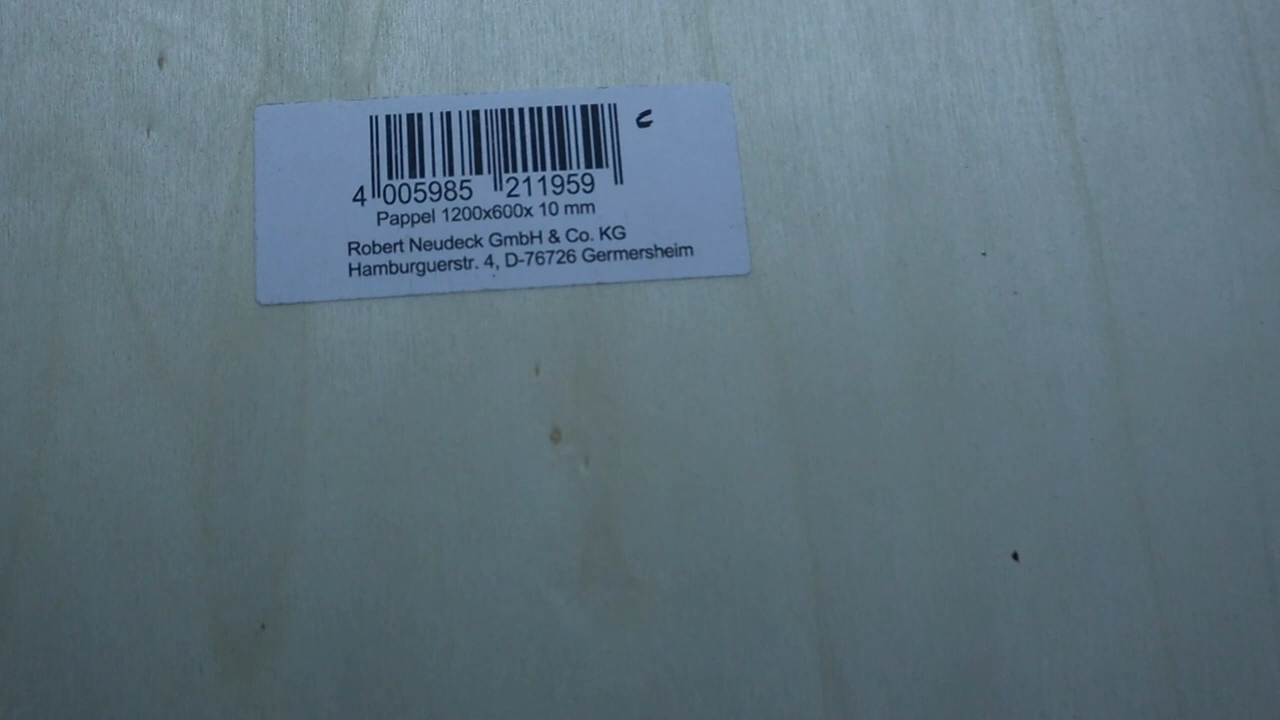 4 005985 211959
Pappel 1200x600x 10 mm
Robert Neudeck GmbH & Co. KG
Hamburguerstr. 4, D-76726 Germersheim